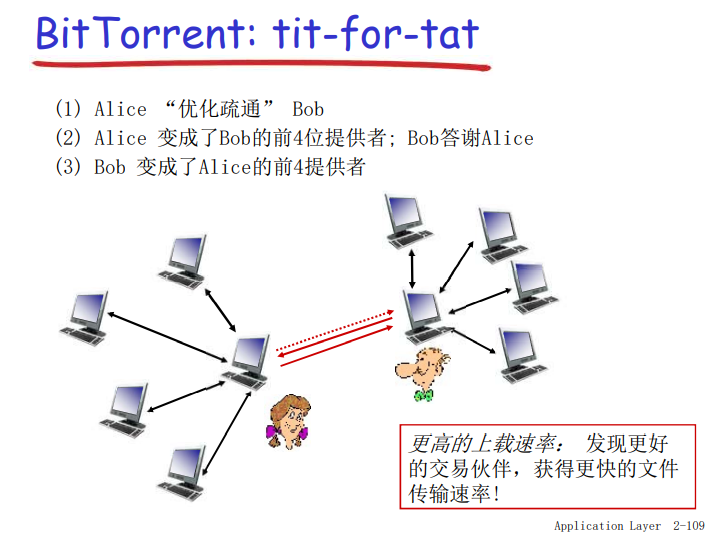 BitTorrent: tit-for-tat
(1) Alice “优化疏通” Bob
(2) Alice 变成了Bob的前4位提供者; Bob答谢Alice
(3) Bob 变成了Alice的前4提供者
更高的上载速率: 发现更好
的交易伙伴, 获得更快的文件
传输速率!
Application Layer 2-109